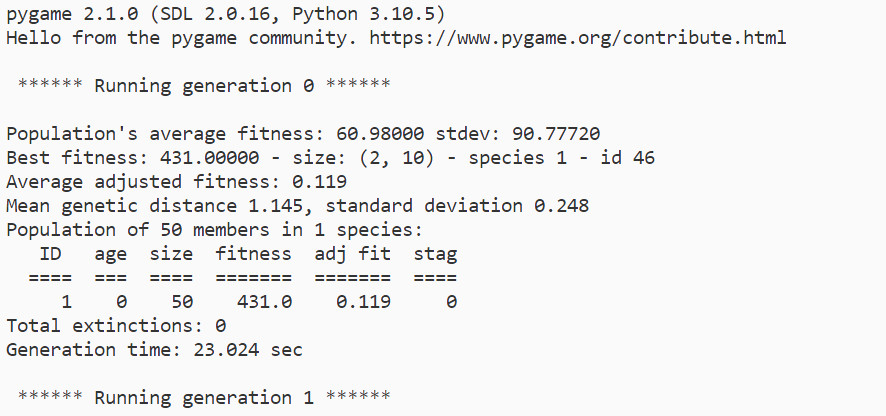 pygame 2.1.0 (SDL 2.0.16, Python 3.10.5)
Hello from the pygame community. https://www.pygame.org/contribute.html
****** Running generation 0 ******
Population's average fitness: 60.98000 stdev: 90.77720
Best fitness: 431.00000 - size: (2, 10) - species 1 - id 46
Average adjusted fitness: 0.119
Mean genetic distance 1.145, standard deviation 0.248
Population of 50 members in 1 species:
   ID   age  size   fitness   adj fit  stag
  ====  ===  ====  =======  =======  ====
     1    0    50    431.0    0.119     0
Total extinctions: 0
Generation time: 23.024 sec
****** Running generation 1 ******